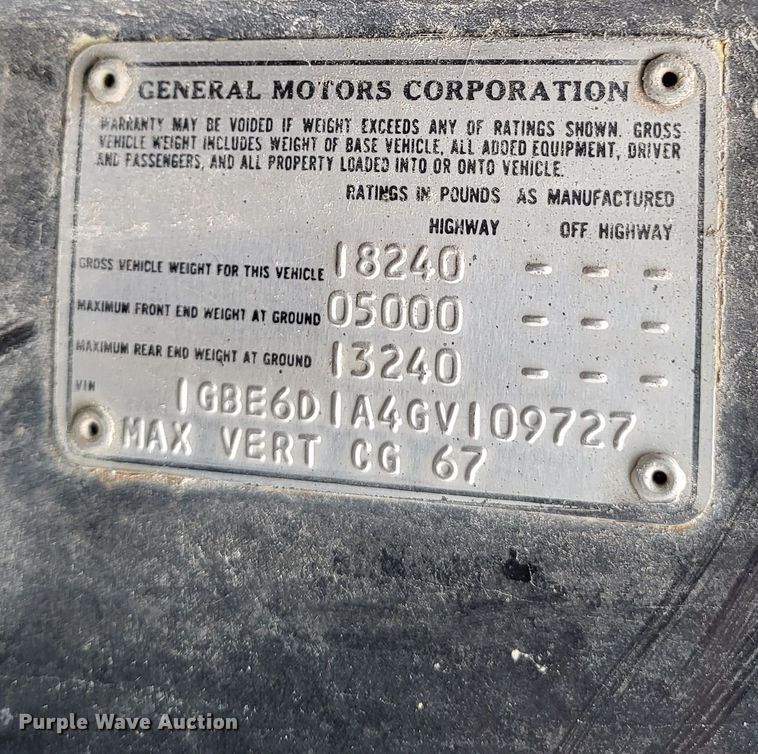 GENERAL MOTORS CORPORATION
WARRANTY MAY BE VOIDED IF WEIGHT EXCEEDS ANY OF RATINGS SHOWN. GROSS
VEHICLE WEIGHT INCLUDES WEIGHT OF BASE VEHICLE, ALL ADDED EQUIPMENT, DRIVER
AND PASSENGERS, AND ALL PROPERTY LOADED INTO OR ONTO VEHICLE.
RATINGS IN POUNDS AS MANUFACTURED
HIGHWAY OFF HIGHWAY
GROSS VEHICLE WEIGHT FOR THIS VEHICLE 18240 - - -
MAXIMUM FRONT END WEIGHT AT GROUND 05000 - - -
MAXIMUM REAR END WEIGHT AT GROUND 13240 - - -
VIN 1GBE6D1A4GV109727
MAX VERT CG 67
Purple Wave Auction